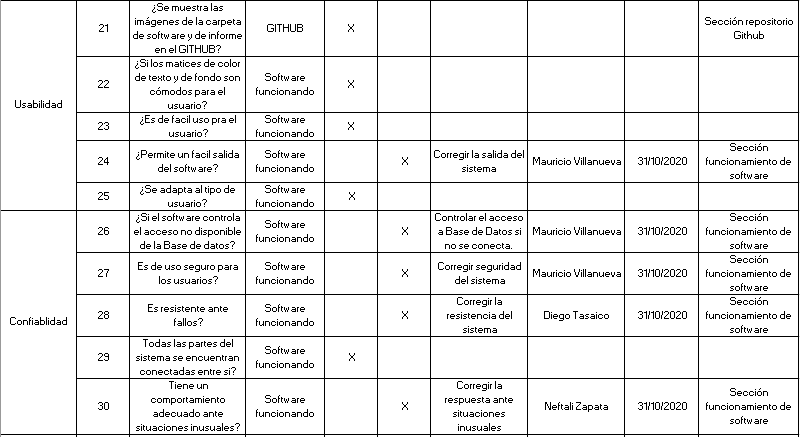 Usabilidad
21
¿Se muestra las
imágenes de la carpeta
de software y de informe
en el GITHUB?
GITHUB
X
Sección repositorio
Github
22
¿Si los matices de color
de texto y de fondo son
cómodos para el
usuario?
Software
funcionando
X
23
¿Es de facil uso pra el
usuario?
Software
funcionando
X
24
¿Permite un facil salida
del software?
Software
funcionando
X
Corregir la salida del
sistema
Mauricio Villanueva
31/10/2020
Sección
funcionamiento de
software
25
¿Se adapta al tipo de
usuario?
Software
funcionando
X
Confiablidad
26
¿Si el software controla
el acceso no disponible
de la Base de datos?
Software
funcionando
X
Controlar el acceso
a Base de Datos si
no se conecta.
Mauricio Villanueva
31/10/2020
Sección
funcionamiento de
software
27
Es de uso seguro para
los usuarios?
Software
funcionando
X
Corregir seguridad
del sistema
Mauricio Villanueva
31/10/2020
Sección
funcionamiento de
software
28
Es resistente ante
fallos?
Software
funcionando
X
Corregir la
resistencia del
sistema
Diego Tasaico
31/10/2020
Sección
funcionamiento de
software
29
Todas las partes del
sistema se encuentran
conectadas entre si?
Software
funcionando
X
30
Tiene un
comportamiento
adecuado ante
situaciones inusuales?
Software
funcionando
X
Corregir la
respuesta ante
situaciones
inusuales
Neftali Zapata
31/10/2020
Sección
funcionamiento de
software